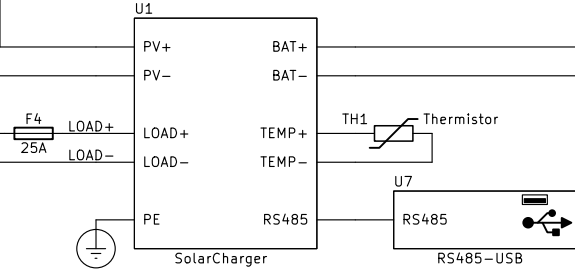 U1
PV+ BAT+
PV− BAT−
F4 LOAD+ LOAD+ TEMP+ TH1 Thermistor
25A LOAD− LOAD− TEMP−
U7
PE RS485 RS485
SolarCharger RS485−USB